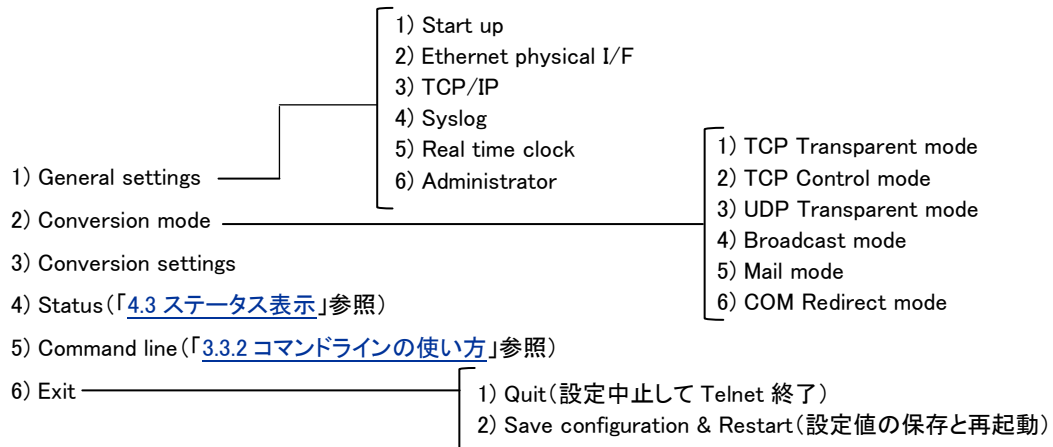 1) Start up
2) Ethernet physical I/F
3) TCP/IP
4) Syslog
5) Real time clock
6) Administrator
1) General settings
2) Conversion mode
1) TCP Transparent mode
2) TCP Control mode
3) UDP Transparent mode
4) Broadcast mode
5) Mail mode
6) COM Redirect mode
3) Conversion settings
4) Status(「4.3 ステータス表示」参照)
5) Command line(「3.3.2 コマンドラインの使い方」参照)
6) Exit
1) Quit(設定中止して Telnet 終了)
2) Save configuration & Restart(設定値の保存と再起動)